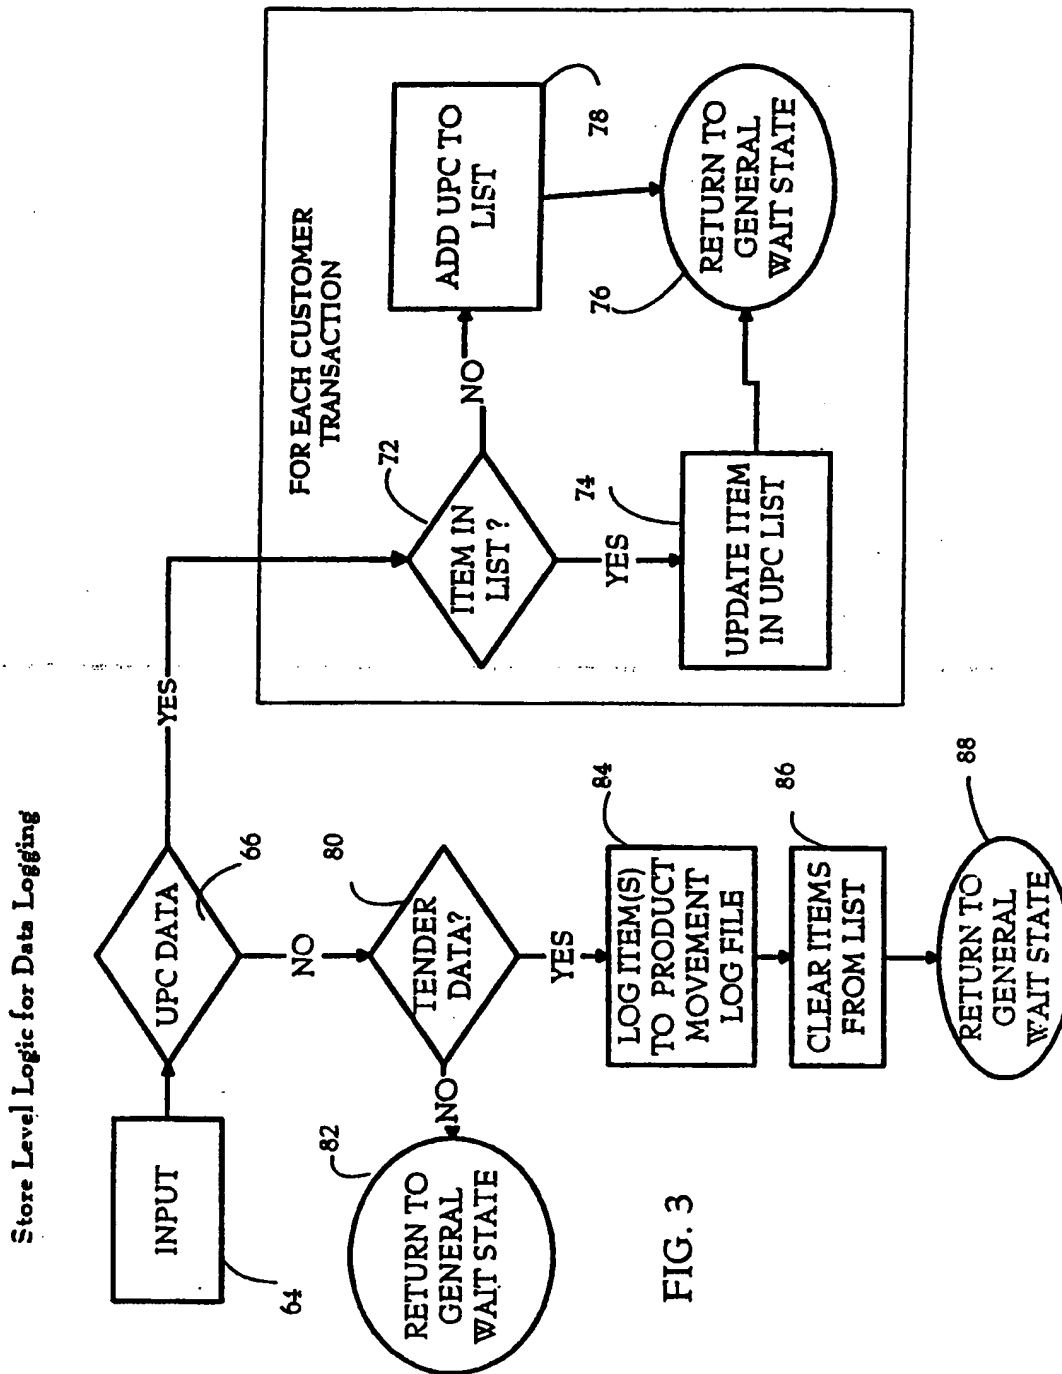 Store Level Logic for Data Logging
INPUT
64
UPC DATA
66
YES
NO
FOR EACH CUSTOMER
TRANSACTION
ITEM IN
LIST ?
72
NO
ADD UPC TO
LIST
78
YES
UPDATE ITEM
IN UPC LIST
74
RETURN TO
GENERAL
WAIT STATE
76
TENDER
DATA?
80
NO
RETURN TO
GENERAL
WAIT STATE
82
YES
LOG ITEM(S)
TO PRODUCT
MOVEMENT
LOG FILE
84
CLEAR ITEMS
FROM LIST
86
RETURN TO
GENERAL
WAIT STATE
88
FIG. 3